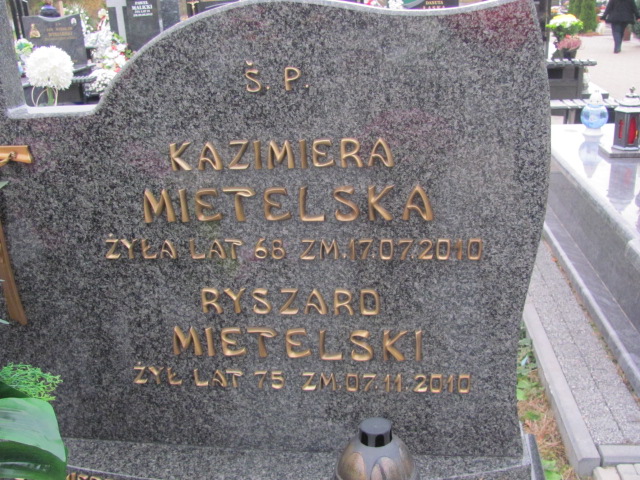 Ś. P.
KAZIMIERA
MIETELSKA
ŻYŁA LAT 68 ZM.17.07.2010
RYSZARD
MIETELSKI
ŻYŁ LAT 75 ZM.07.11.2010